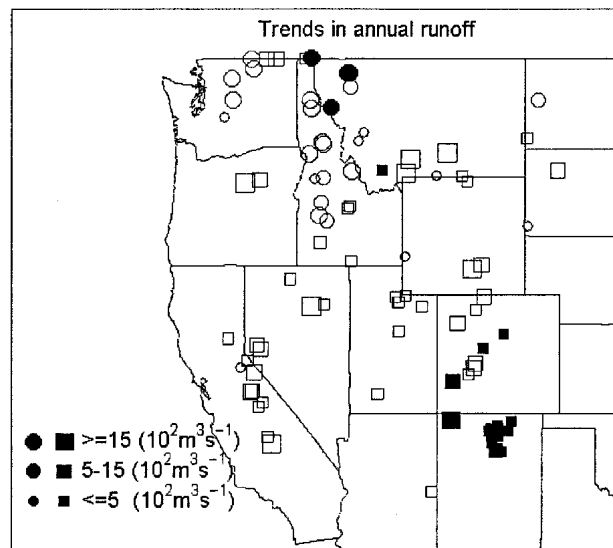 Trends in annual runoff
>=15 (10²m³s⁻¹)
5-15 (10²m³s⁻¹)
<=5 (10²m³s⁻¹)